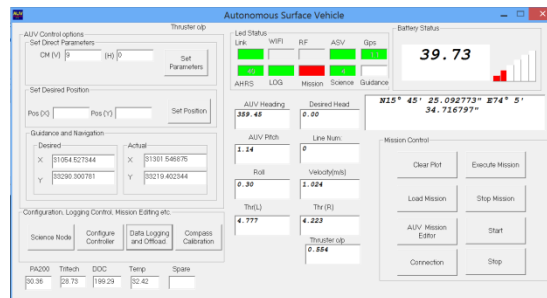 Autonomous Surface Vehicle
AUV Control options
Thruster o/p
Set Direct Parameters
CM (V) 9 (H) 0
Set Parameters
Set Desired Position
Pos (X) Pos (Y)
Set Position
Guidance and Navigation
Desired Actual
X 31054.527344 X 31301.546875
Y 33290.300781 Y 33219.402344
Configuration, Logging Control, Mission Editing etc.
Science Node
Configure Controller
Data Logging and Offload
Compass Calibration
PA200 Tritech DOC Temp Spare
30.36 28.73 199.29 32.42
Led Status
Link WIFI RF ASV Gps
AHRS LOG Mission Science Guidance
AUV Heading Desired Head
359.45 0.00
AUV Pitch Line Num:
1.14 0
Roll Velocity(m/s)
0.30 1.024
Thr(L) Thr (R)
4.777 4.223
Thruster o/p
0.554
Battery Status
39.73
N15° 45' 25.092773" E74° 5'
34.716797"
Mission Control
Clear Plot Execute Mission
Load Mission Stop Mission
AUV Mission Editor
Start
Connection Stop